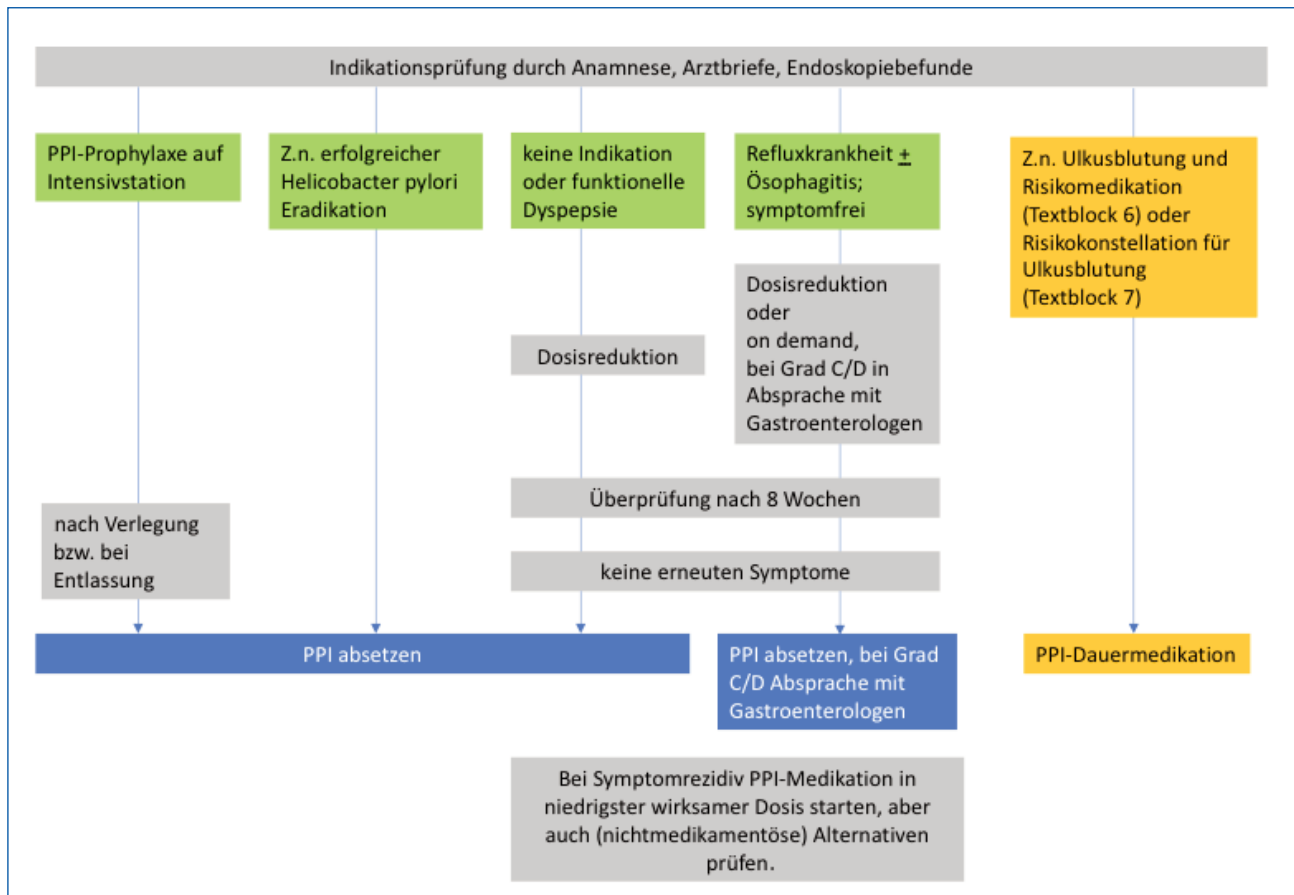 Indikationsprüfung durch Anamnese, Arztbriefe, Endoskopiebefunde
PPI-Prophylaxe auf
Intensivstation
Z.n. erfolgreicher
Helicobacter pylori
Eradikation
keine Indikation
oder funktionelle
Dyspepsie
Refluxkrankheit ±
Ösophagitis;
symptomfrei
Z.n. Ulkusblutung und
Risikomedikation
(Textblock 6) oder
Risikokonstellation für
Ulkusblutung
(Textblock 7)
Dosisreduktion
Dosisreduktion
oder
on demand,
bei Grad C/D in
Absprache mit
Gastroenterologen
Überprüfung nach 8 Wochen
nach Verlegung
bzw. bei
Entlassung
keine erneuten Symptome
PPI absetzen
PPI absetzen, bei Grad
C/D Absprache mit
Gastroenterologen
PPI-Dauermedikation
Bei Symptomrezidiv PPI-Medikation in
niedrigster wirksamer Dosis starten, aber
auch (nichtmedikamentöse) Alternativen
prüfen.